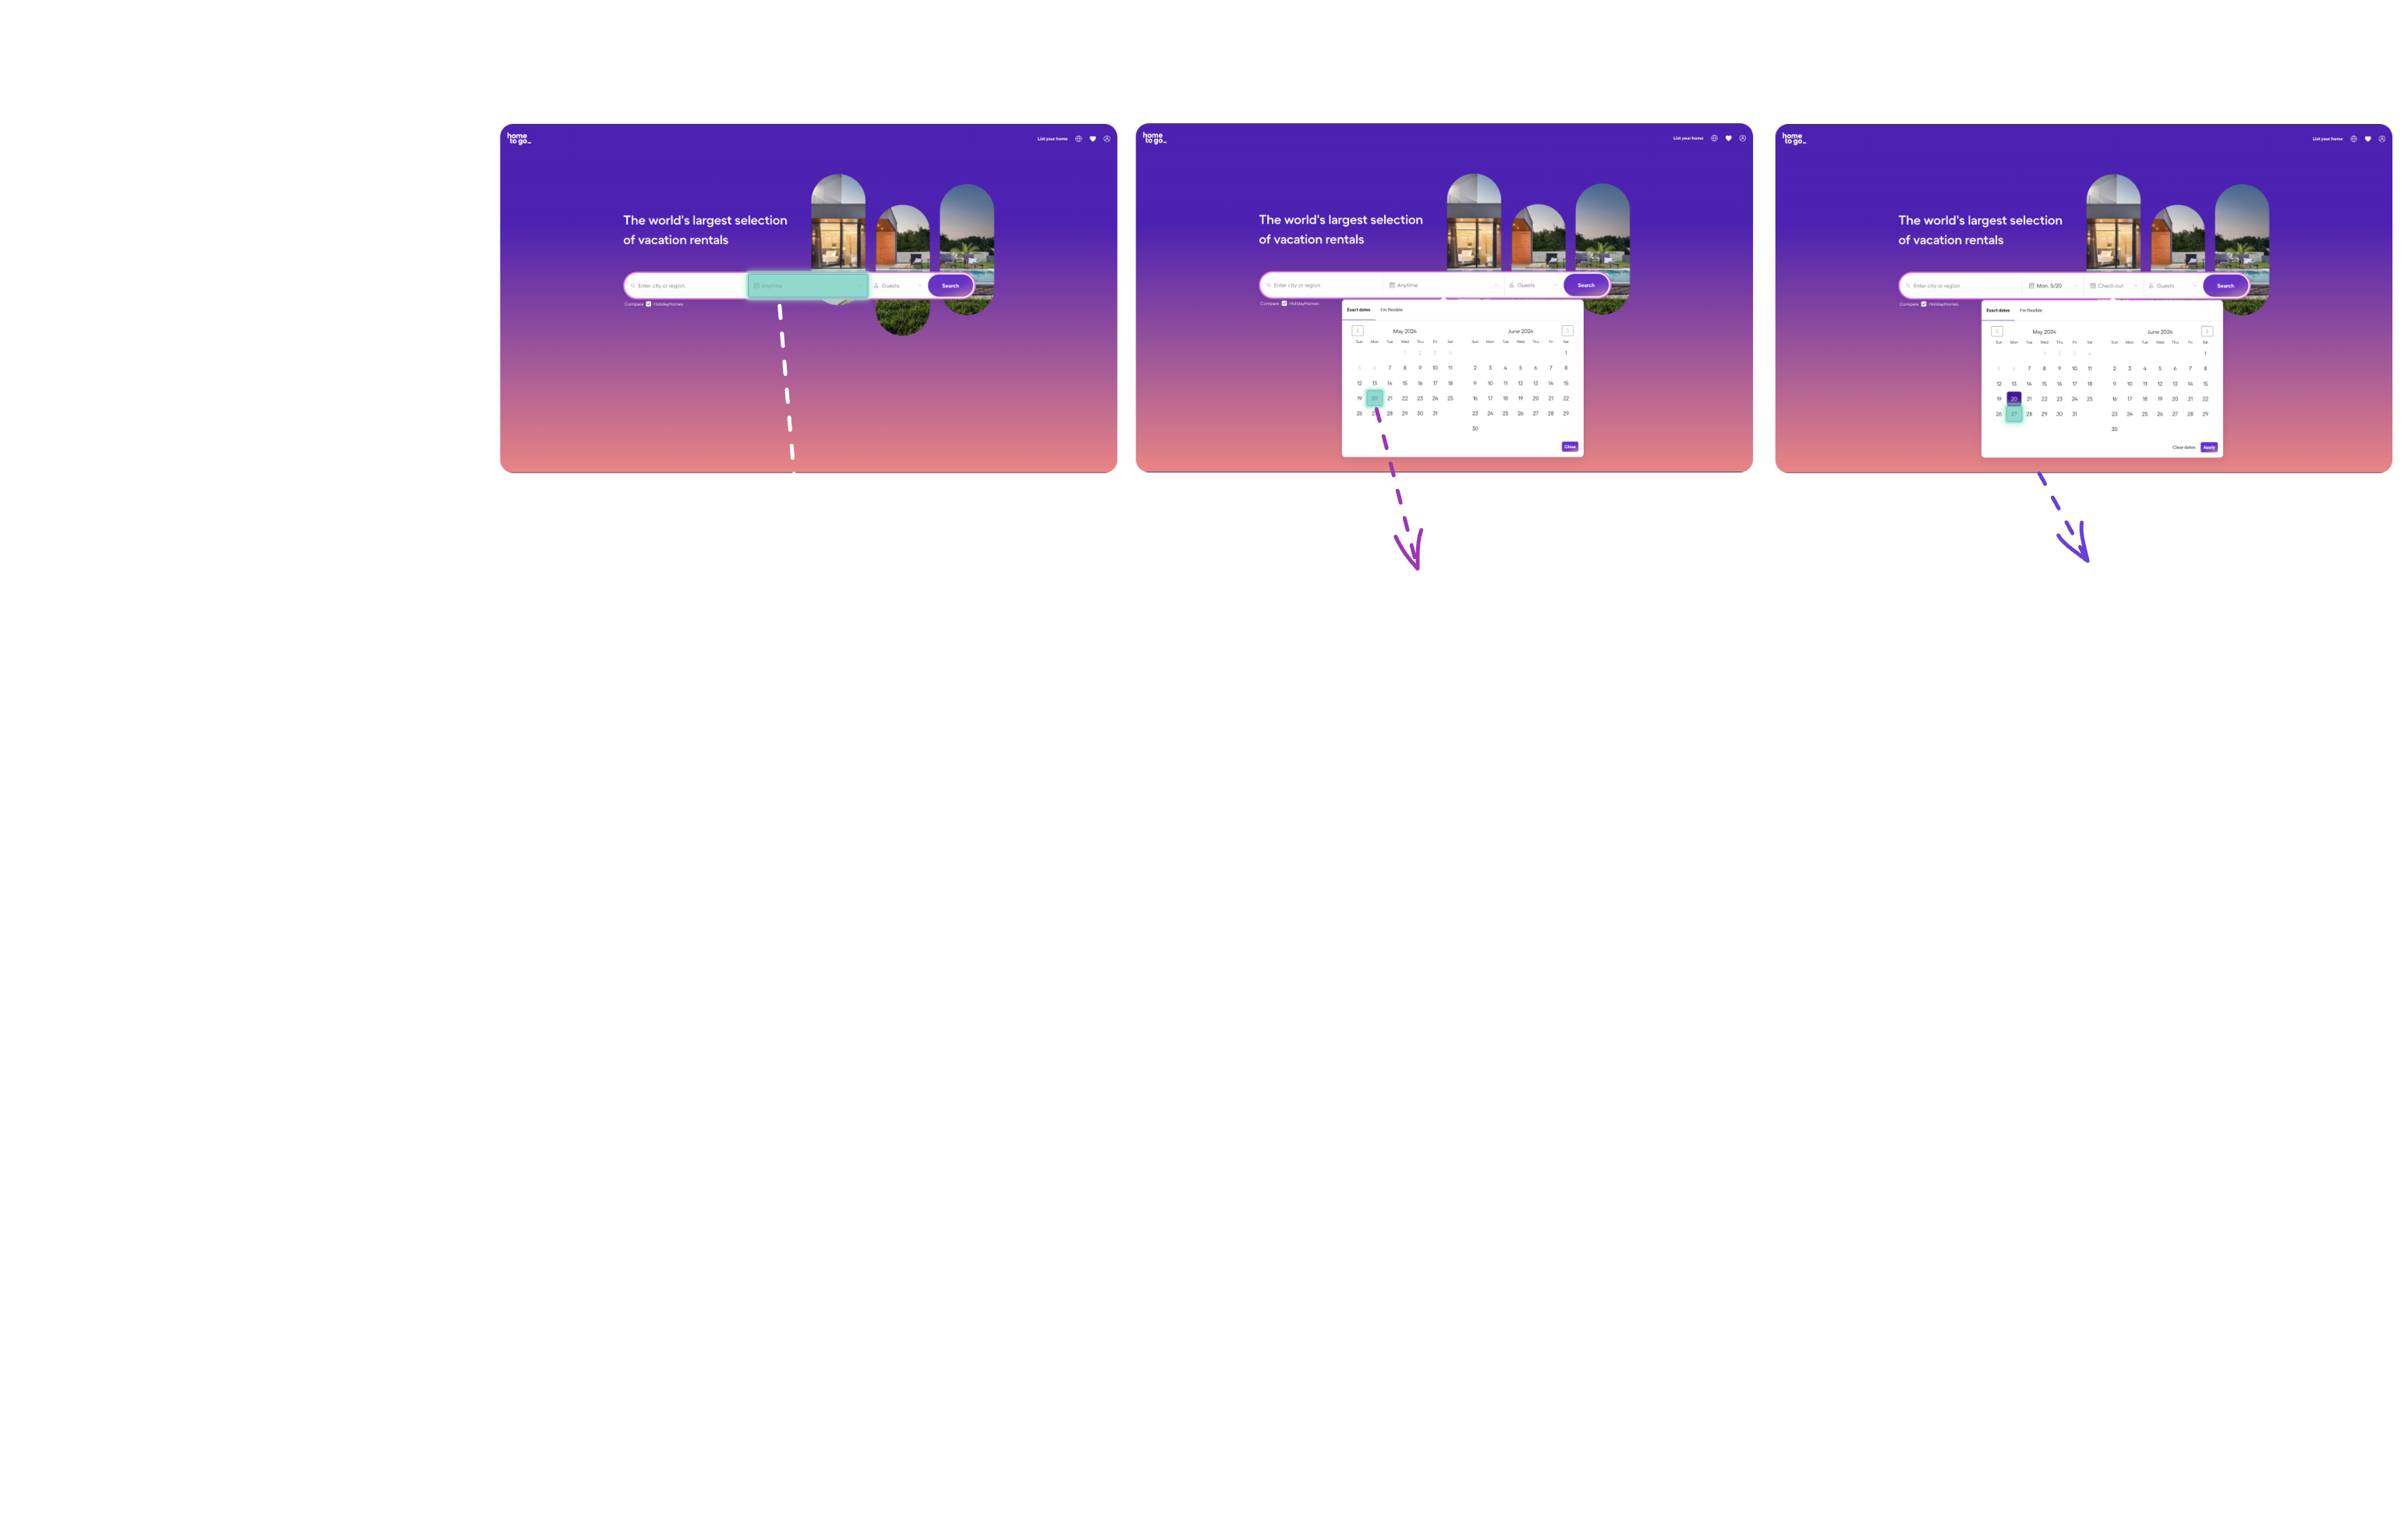 home
to go_
List your home
The world's largest selection
of vacation rentals
Enter city or region
Anytime
Guests
Search
Compare HolidayHomes
home
to go_
List your home
The world's largest selection
of vacation rentals
Enter city or region
Anytime
Guests
Search
Compare HolidayHomes
Exact dates I'm flexible
May 2024 June 2024
Sun Mon Tue Wed Thu Fri Sat Sun Mon Tue Wed Thu Fri Sat
1 2 3 4 1
5 6 7 8 9 10 11 2 3 4 5 6 7 8
12 13 14 15 16 17 18 9 10 11 12 13 14 15
19 20 21 22 23 24 25 16 17 18 19 20 21 22
26 28 29 30 31 23 24 25 26 27 28 29
30
Close
home
to go_
List your home
The world's largest selection
of vacation rentals
Enter city or region
Mon, 5/20
Check-out
Guests
Search
Compare HolidayHomes
Exact dates I'm flexible
May 2024 June 2024
Sun Mon Tue Wed Thu Fri Sat Sun Mon Tue Wed Thu Fri Sat
1 2 3 4 1
5 6 7 8 9 10 11 2 3 4 5 6 7 8
12 13 14 15 16 17 18 9 10 11 12 13 14 15
19 20 21 22 23 24 25 16 17 18 19 20 21 22
26 27 28 29 30 31 23 24 25 26 27 28 29
30
Clear dates Apply